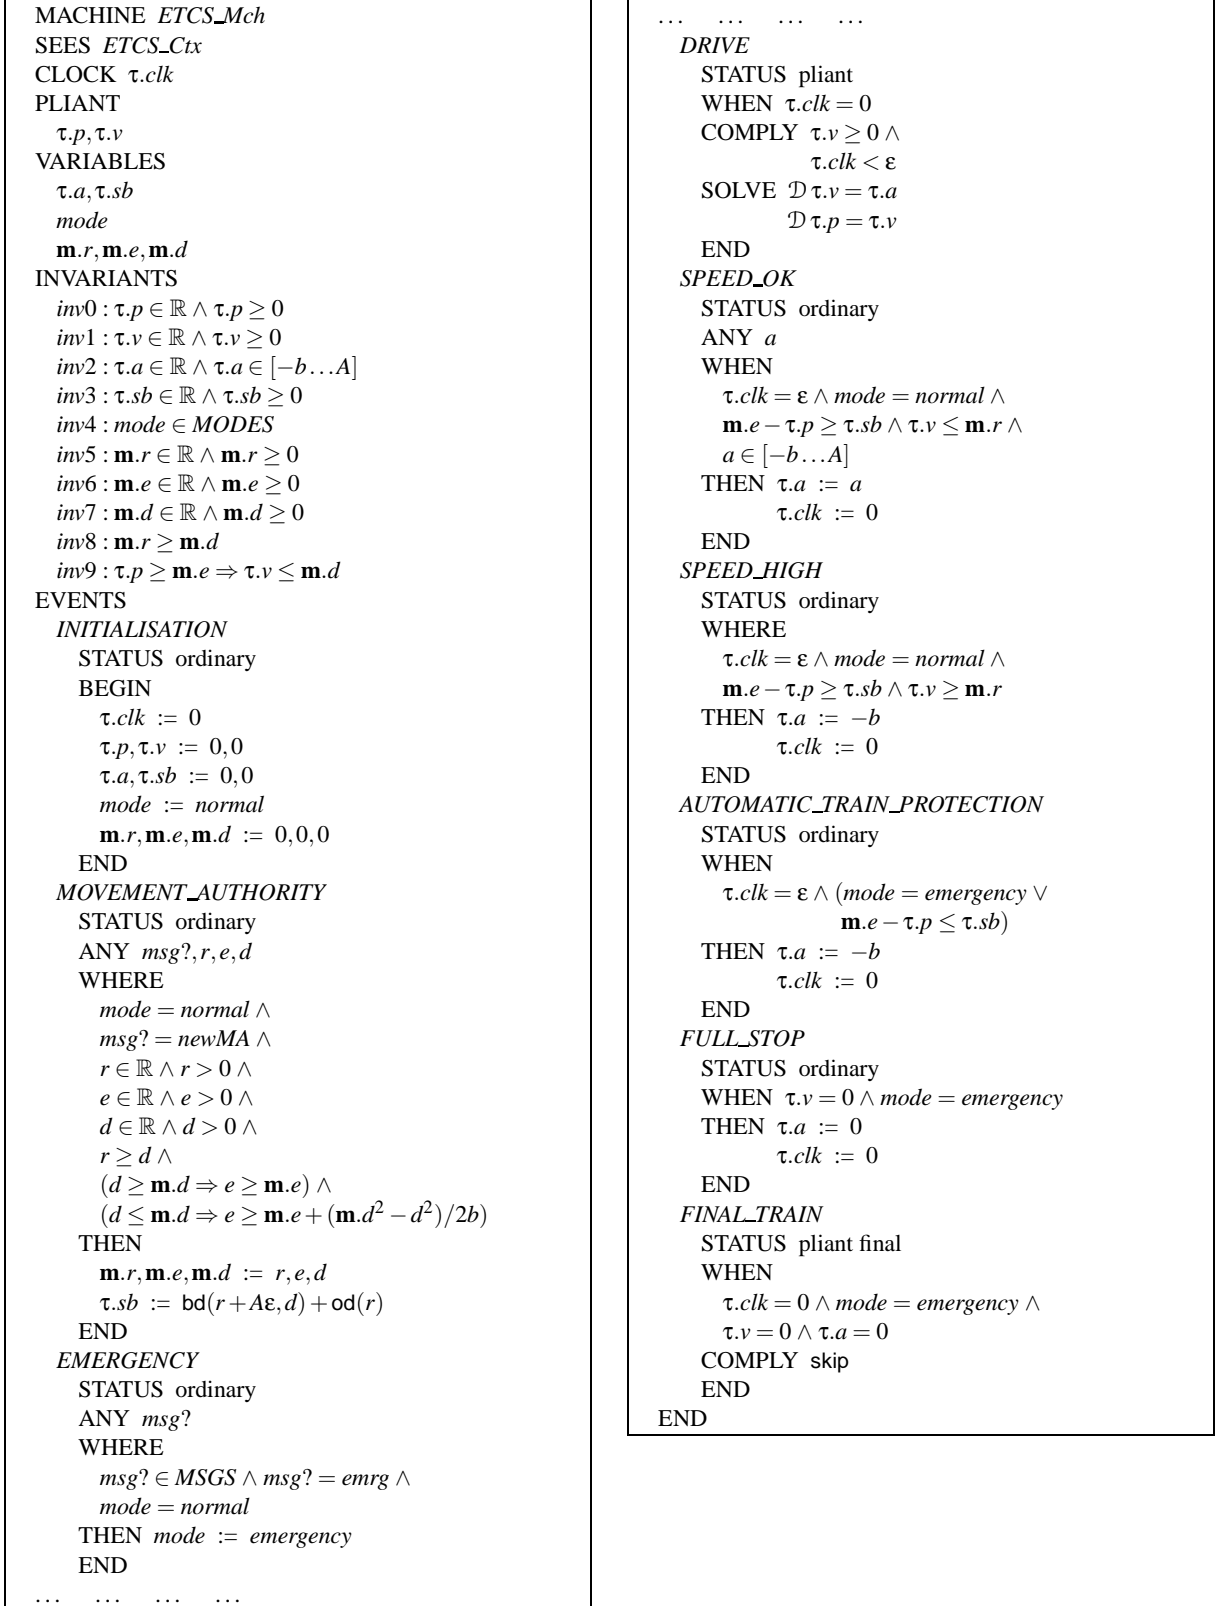 MACHINE ETCS_Mch
SEES ETCS_Ctx
CLOCK τ.clk
PLIANT
τ.p, τ.v
VARIABLES
τ.a, τ.sb
mode
m.r, m.e, m.d
INVARIANTS
inv0 : τ.p ∈ ℝ ∧ τ.p ≥ 0
inv1 : τ.v ∈ ℝ ∧ τ.v ≥ 0
inv2 : τ.a ∈ ℝ ∧ τ.a ∈ [−b…A]
inv3 : τ.sb ∈ ℝ ∧ τ.sb ≥ 0
inv4 : mode ∈ MODES
inv5 : m.r ∈ ℝ ∧ m.r ≥ 0
inv6 : m.e ∈ ℝ ∧ m.e ≥ 0
inv7 : m.d ∈ ℝ ∧ m.d ≥ 0
inv8 : m.r ≥ m.d
inv9 : τ.p ≥ m.e ⇒ τ.v ≤ m.d
EVENTS
INITIALISATION
STATUS ordinary
BEGIN
τ.clk := 0
τ.p, τ.v := 0,0
τ.a, τ.sb := 0,0
mode := normal
m.r, m.e, m.d := 0,0,0
END
MOVEMENT_AUTHORITY
STATUS ordinary
ANY msg?, r, e, d
WHERE
mode = normal ∧
msg? = newMA ∧
r ∈ ℝ ∧ r > 0 ∧
e ∈ ℝ ∧ e > 0 ∧
d ∈ ℝ ∧ d > 0 ∧
r ≥ d ∧
(d ≥ m.d ⇒ e ≥ m.e) ∧
(d ≤ m.d ⇒ e ≥ m.e + (m.d² − d²)/2b)
THEN
m.r, m.e, m.d := r, e, d
τ.sb := bd(r + Aε, d) + od(r)
END
EMERGENCY
STATUS ordinary
ANY msg?
WHERE
msg? ∈ MSGS ∧ msg? = emrg ∧
mode = normal
THEN mode := emergency
END
… … … …
… … … …
DRIVE
STATUS pliant
WHEN τ.clk = 0
COMPLY τ.v ≥ 0 ∧
τ.clk < ε
SOLVE 𝒟 τ.v = τ.a
𝒟 τ.p = τ.v
END
SPEED_OK
STATUS ordinary
ANY a
WHEN
τ.clk = ε ∧ mode = normal ∧
m.e − τ.p ≥ τ.sb ∧ τ.v ≤ m.r ∧
a ∈ [−b…A]
THEN τ.a := a
τ.clk := 0
END
SPEED_HIGH
STATUS ordinary
WHERE
τ.clk = ε ∧ mode = normal ∧
m.e − τ.p ≥ τ.sb ∧ τ.v ≥ m.r
THEN τ.a := −b
τ.clk := 0
END
AUTOMATIC_TRAIN_PROTECTION
STATUS ordinary
WHEN
τ.clk = ε ∧ (mode = emergency ∨
m.e − τ.p ≤ τ.sb)
THEN τ.a := −b
τ.clk := 0
END
FULL_STOP
STATUS ordinary
WHEN τ.v = 0 ∧ mode = emergency
THEN τ.a := 0
τ.clk := 0
END
FINAL_TRAIN
STATUS pliant final
WHEN
τ.clk = 0 ∧ mode = emergency ∧
τ.v = 0 ∧ τ.a = 0
COMPLY skip
END
END